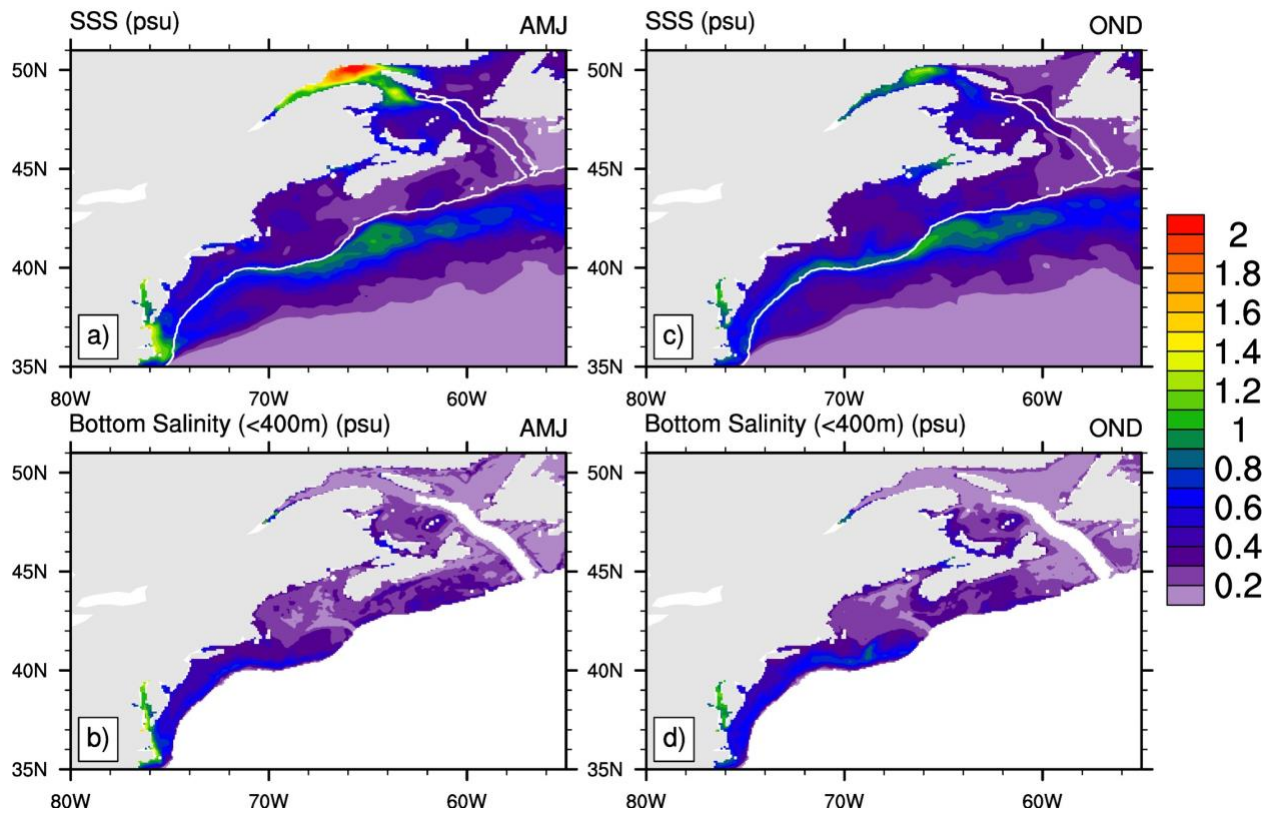 SSS (psu) AMJ
50N
45N
40N
35N
a)
80W 70W 60W
SSS (psu) OND
50N
45N
40N
35N
c)
80W 70W 60W
Bottom Salinity (<400m) (psu) AMJ
50N
45N
40N
35N
b)
80W 70W 60W
Bottom Salinity (<400m) (psu) OND
50N
45N
40N
35N
d)
80W 70W 60W
2
1.8
1.6
1.4
1.2
1
0.8
0.6
0.4
0.2